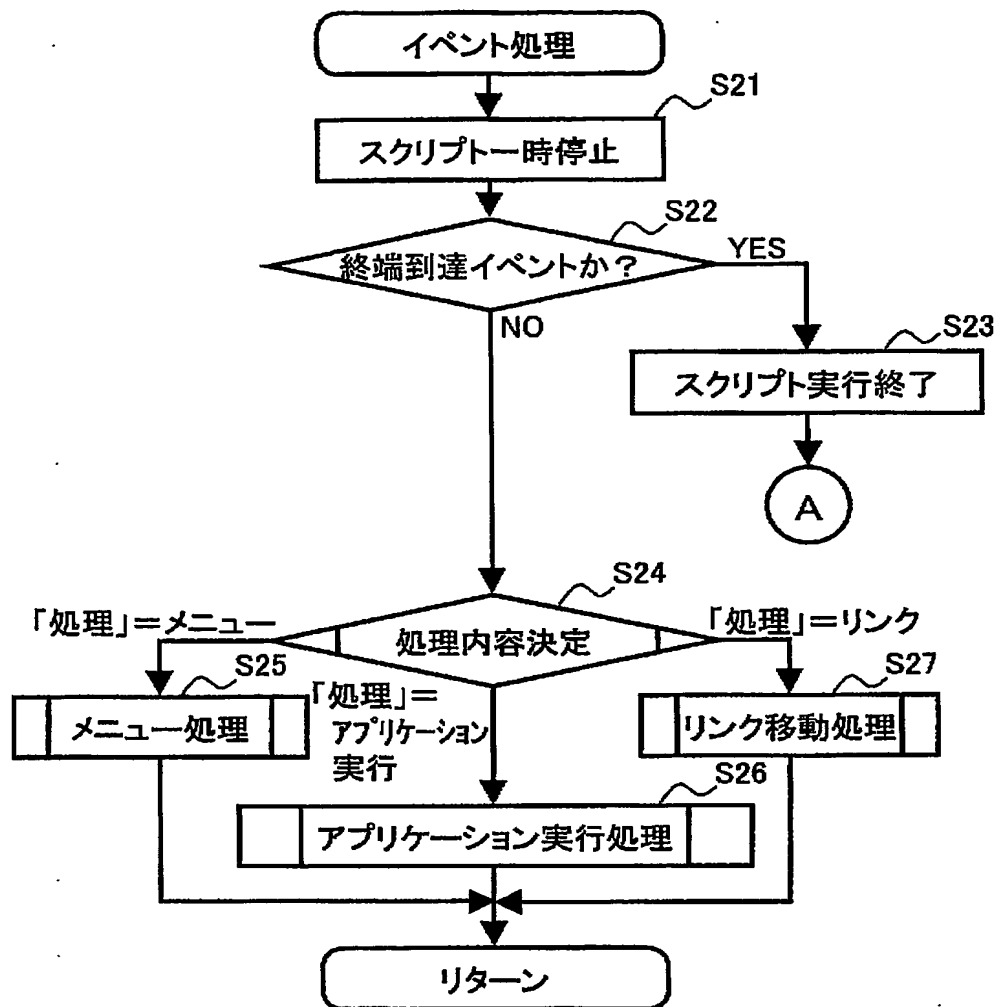 イベント処理
S21
スクリプト一時停止
S22
終端到達イベントか？
YES
NO
S23
スクリプト実行終了
A
S24
「処理」＝メニュー
処理内容決定
「処理」＝リンク
S25
「処理」＝
アプリケーション
実行
S27
メニュー処理
リンク移動処理
S26
アプリケーション実行処理
リターン